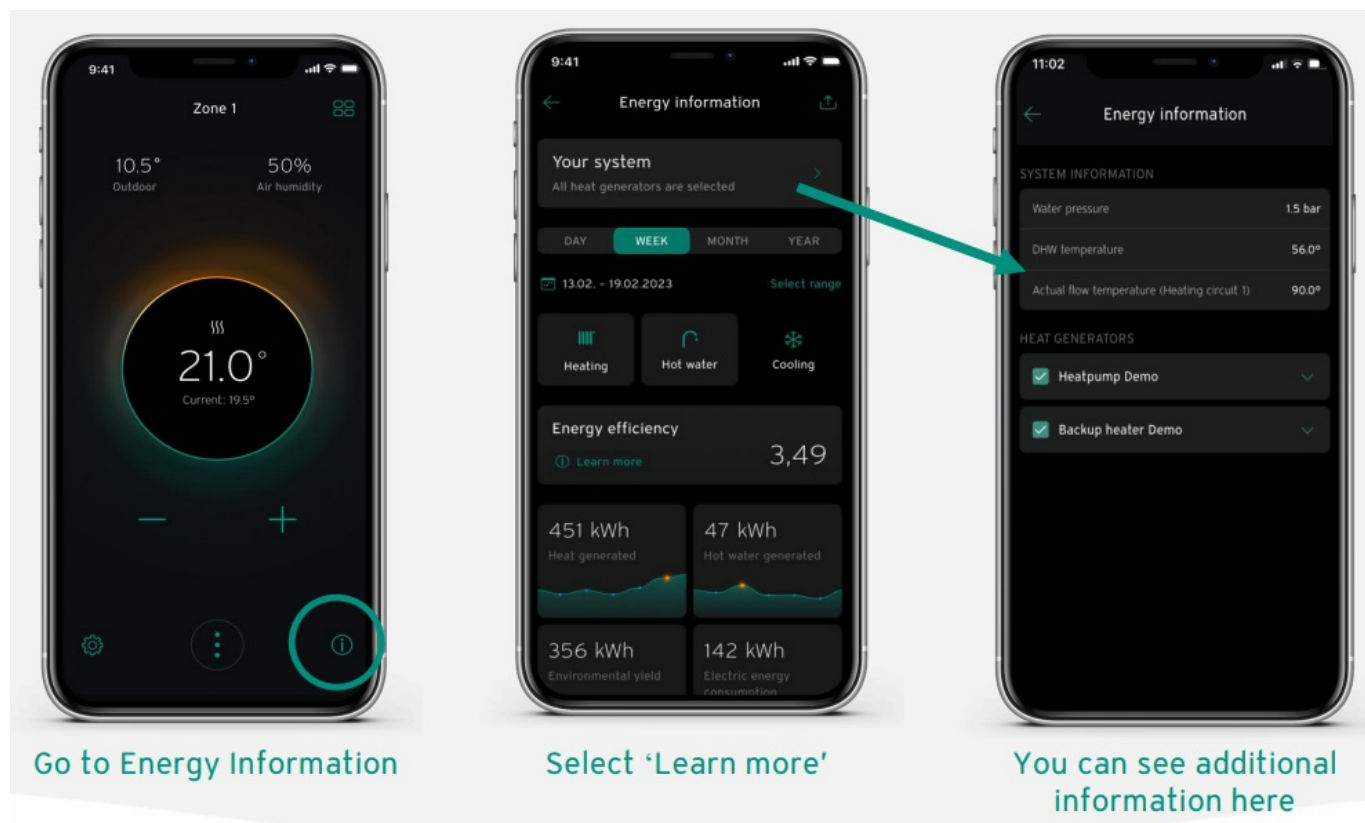 9:41
Zone 1
10.5°
Outdoor
50%
Air humidity
21.0°
Current: 19.5°
Go to Energy Information
9:41
Energy information
Your system
All heat generators are selected
DAY WEEK MONTH YEAR
13.02. - 19.02.2023 Select range
Heating Hot water Cooling
Energy efficiency
Learn more
3,49
451 kWh
Heat generated
47 kWh
Hot water generated
356 kWh
Environmental yield
142 kWh
Electric energy
consumption
Select ‘Learn more’
11:02
Energy information
SYSTEM INFORMATION
Water pressure 1.5 bar
DHW temperature 56.0°
Actual flow temperature (Heating circuit 1) 90.0°
HEAT GENERATORS
Heatpump Demo
Backup heater Demo
You can see additional
information here